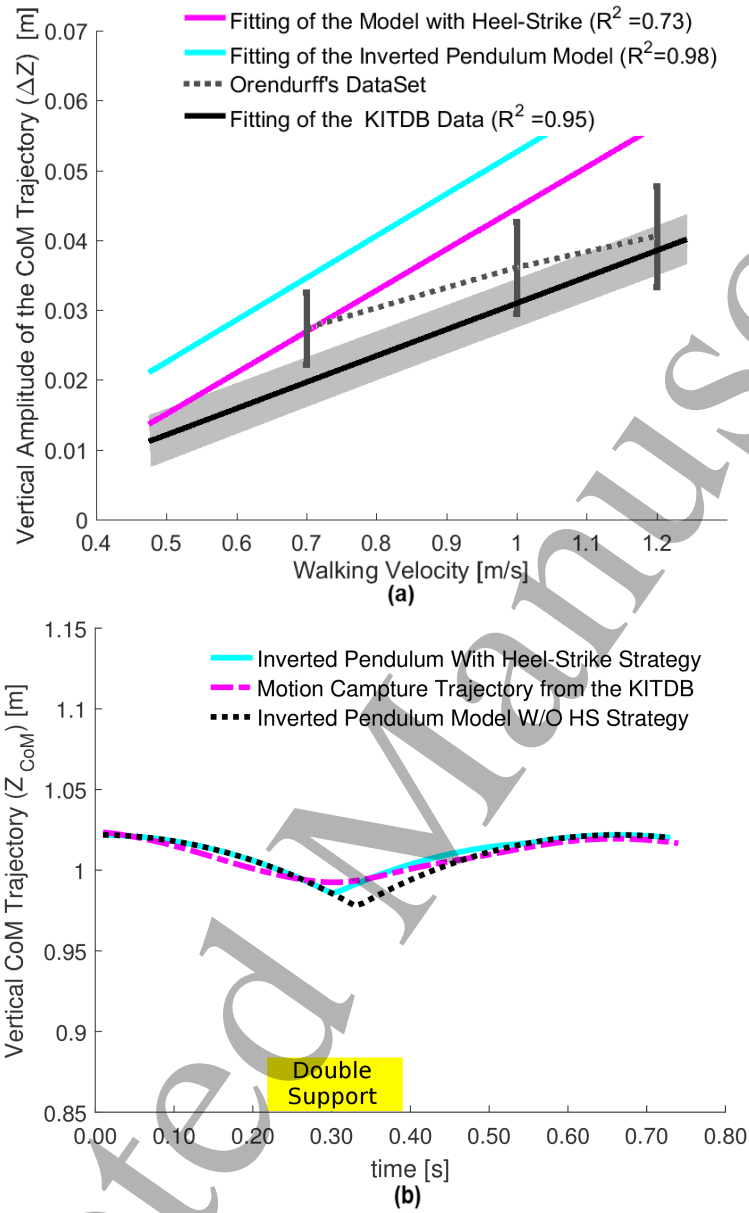 Vertical Amplitude of the CoM Trajectory (ΔZ) [m]
0.07
0.06
0.05
0.04
0.03
0.02
0.01
0
Fitting of the Model with Heel-Strike (R² =0.73)
Fitting of the Inverted Pendulum Model (R²=0.98)
Orendurff's DataSet
Fitting of the KITDB Data (R² =0.95)
0.4 0.5 0.6 0.7 0.8 0.9 1 1.1 1.2
Walking Velocity [m/s]
(a)
Vertical CoM Trajectory (Z CoM) [m]
1.15
1.1
1.05
1
0.95
0.9
0.85
Inverted Pendulum With Heel-Strike Strategy
Motion Campture Trajectory from the KITDB
Inverted Pendulum Model W/O HS Strategy
Double
Support
0.00 0.10 0.20 0.30 0.40 0.50 0.60 0.70 0.80
time [s]
(b)
ted Manusc